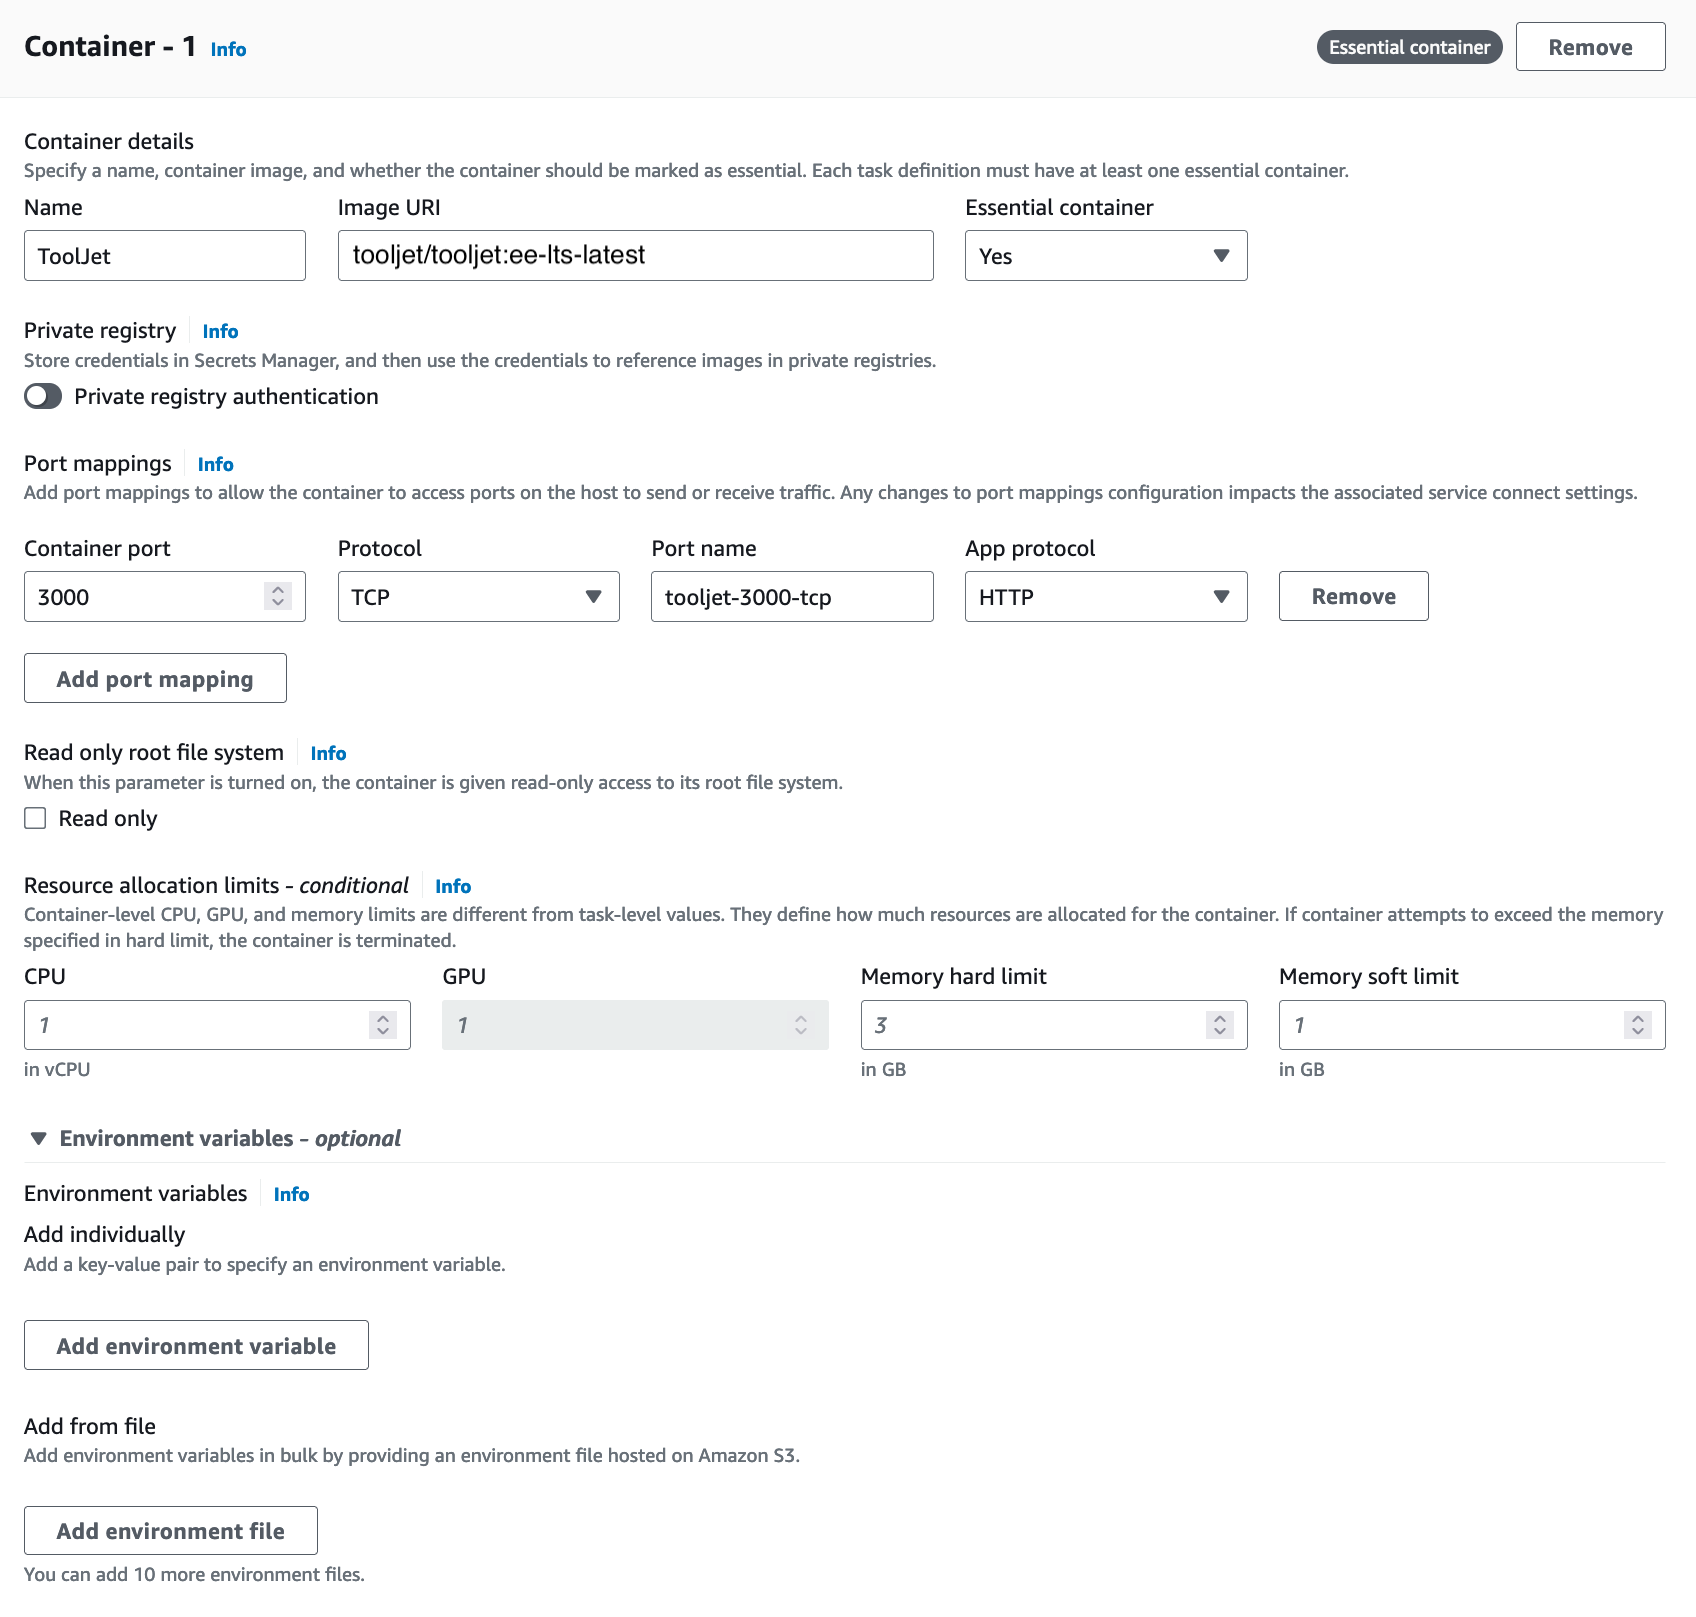 Container - 1 Info Essential container Remove
Container details
Specify a name, container image, and whether the container should be marked as essential. Each task definition must have at least one essential container.
Name Image URI Essential container
ToolJet tooljet/tooljet:ee-lts-latest Yes
Private registry Info
Store credentials in Secrets Manager, and then use the credentials to reference images in private registries.
Private registry authentication
Port mappings Info
Add port mappings to allow the container to access ports on the host to send or receive traffic. Any changes to port mappings configuration impacts the associated service connect settings.
Container port Protocol Port name App protocol
3000 TCP tooljet-3000-tcp HTTP Remove
Add port mapping
Read only root file system Info
When this parameter is turned on, the container is given read-only access to its root file system.
Read only
Resource allocation limits - conditional Info
Container-level CPU, GPU, and memory limits are different from task-level values. They define how much resources are allocated for the container. If container attempts to exceed the memory
specified in hard limit, the container is terminated.
CPU GPU Memory hard limit Memory soft limit
1 1 3 1
in vCPU in GB in GB
Environment variables - optional
Environment variables Info
Add individually
Add a key-value pair to specify an environment variable.
Add environment variable
Add from file
Add environment variables in bulk by providing an environment file hosted on Amazon S3.
Add environment file
You can add 10 more environment files.